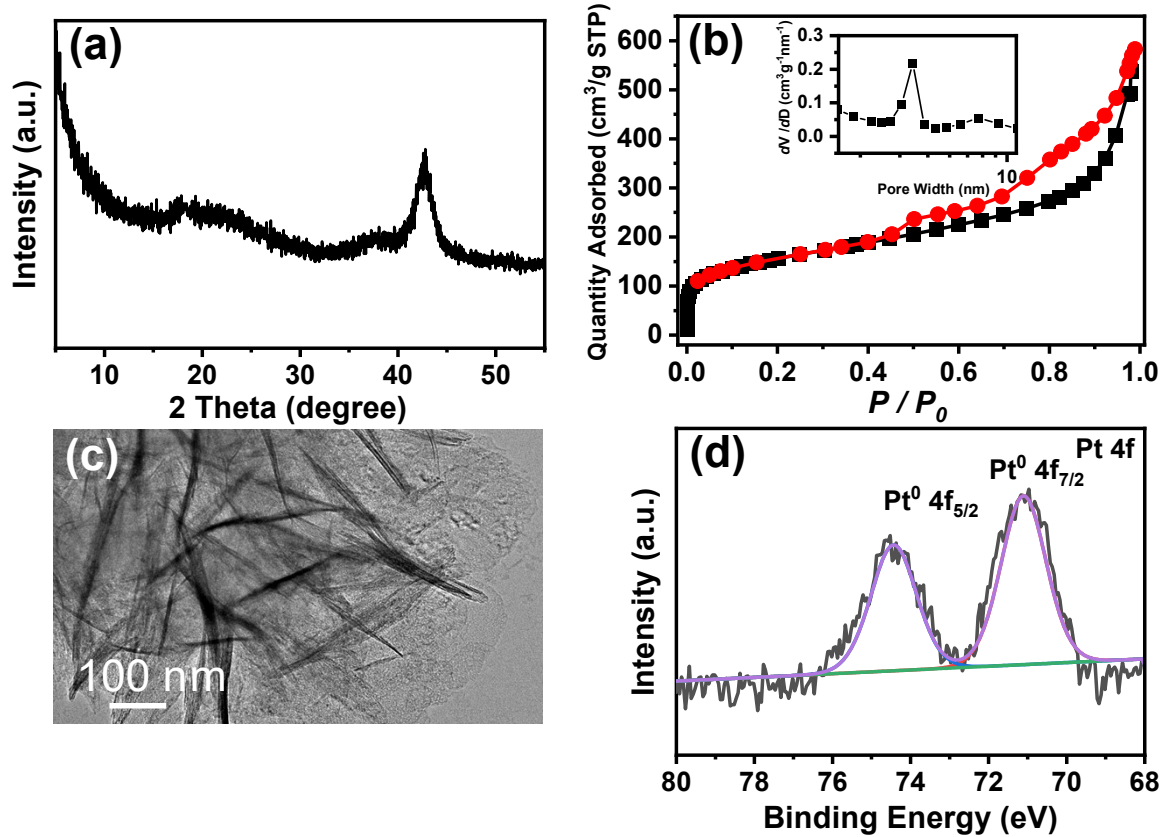 (a)
Intensity (a.u.)
10 20 30 40 50
2 Theta (degree)
(b)
Quantity Adsorbed (cm³/g STP)
600
500
400
300
200
100
0
0.0 0.2 0.4 0.6 0.8 1.0
P / P₀
dV/dD (cm³g⁻¹nm⁻¹)
0.3
0.2
0.1
0.0
Pore Width (nm)
10
(c)
100 nm
(d)
Pt 4f
Pt⁰ 4f₇/₂
Pt⁰ 4f₅/₂
Intensity (a.u.)
80 78 76 74 72 70 68
Binding Energy (eV)